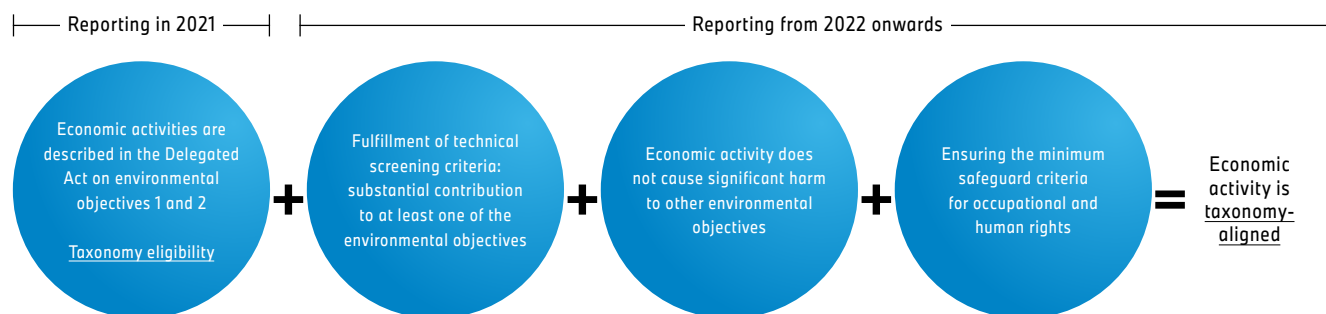 Reporting in 2021
Reporting from 2022 onwards
Economic activities are
described in the Delegated
Act on environmental
objectives 1 and 2
Taxonomy eligibility
+
Fulfillment of technical
screening criteria:
substantial contribution
to at least one of the
environmental objectives
+
Economic activity does
not cause significant harm
to other environmental
objectives
+
Ensuring the minimum
safeguard criteria
for occupational and
human rights
=
Economic
activity is
taxonomy-
aligned